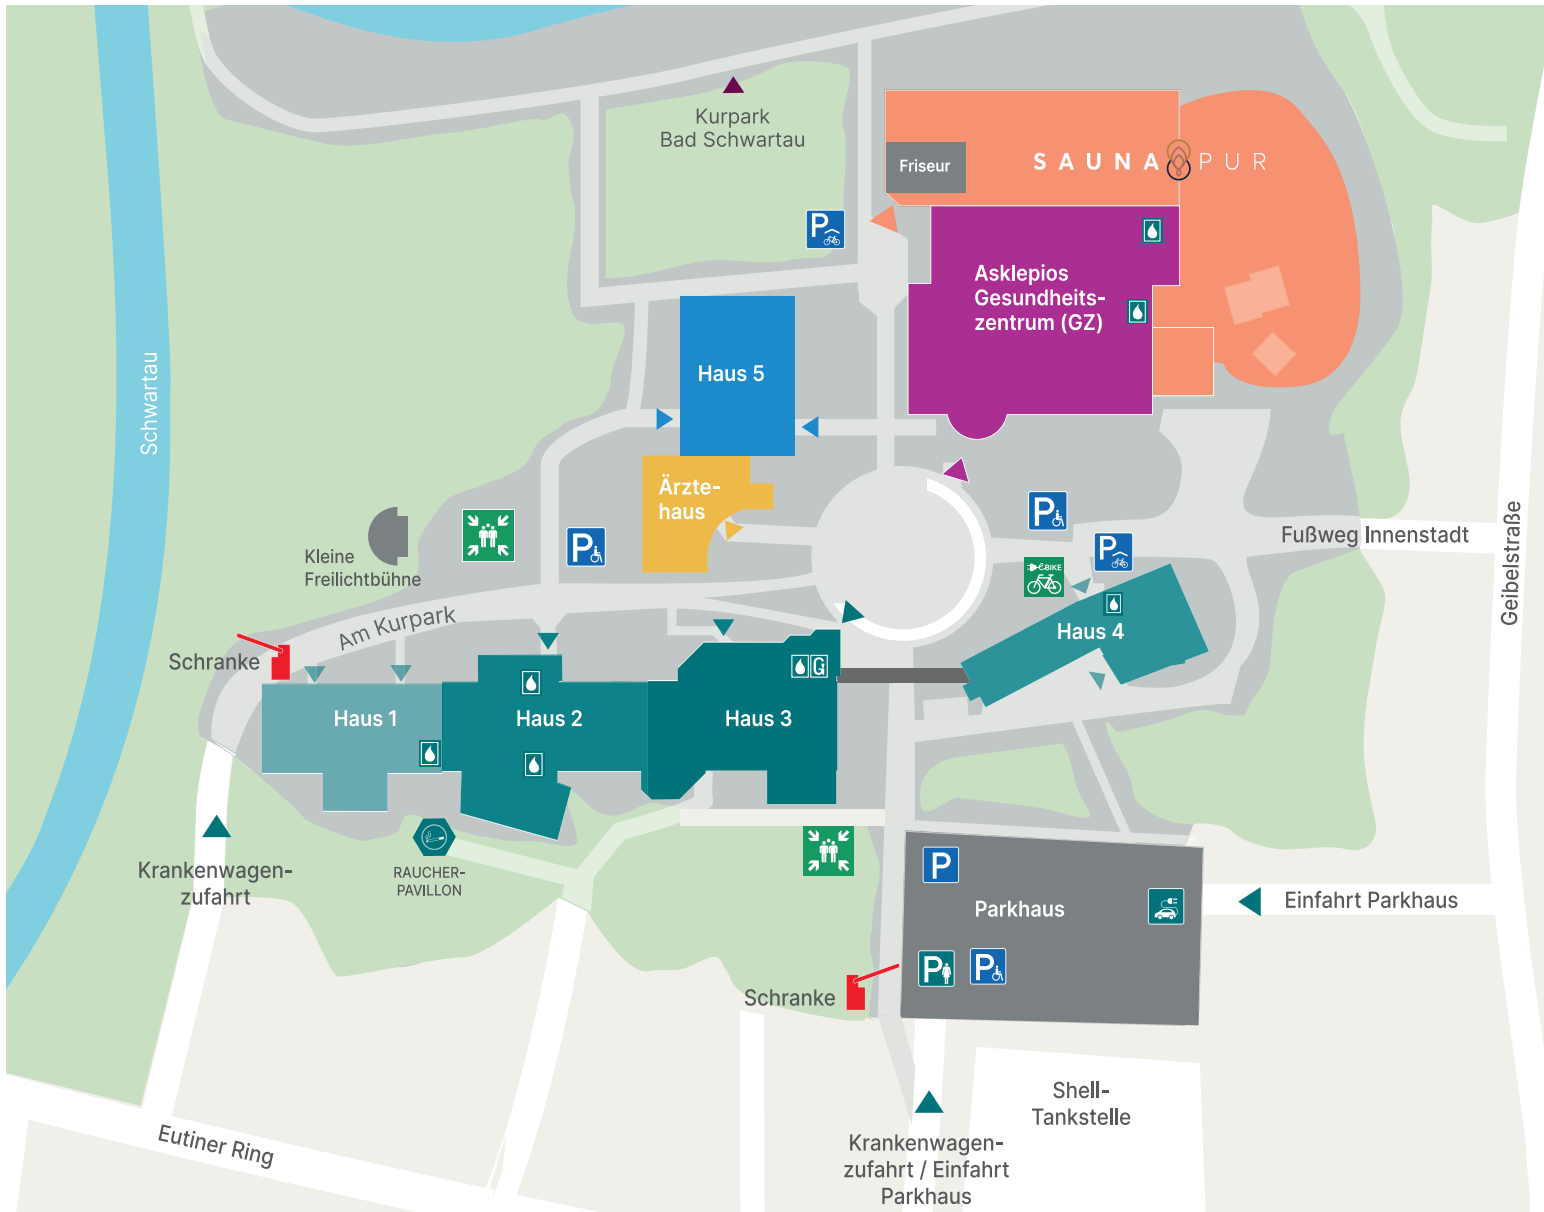 Kurpark
Bad Schwartau
Friseur
SAUNA PUR
P
Asklepios
Gesundheits-
zentrum (GZ)
Haus 5
Schwartau
Ärzte-
haus
P
P
Geibelstraße
Fußweg Innenstadt
Kleine
Freilichtbühne
P
eBIKE
Am Kurpark
Haus 4
Schranke
G
Haus 1
Haus 2
Haus 3
Krankenwagen-
zufahrt
RAUCHER-
PAVILLON
P
Parkhaus
Einfahrt Parkhaus
P
P
Schranke
Shell-
Tankstelle
Eutiner Ring
Krankenwagen-
zufahrt / Einfahrt
Parkhaus